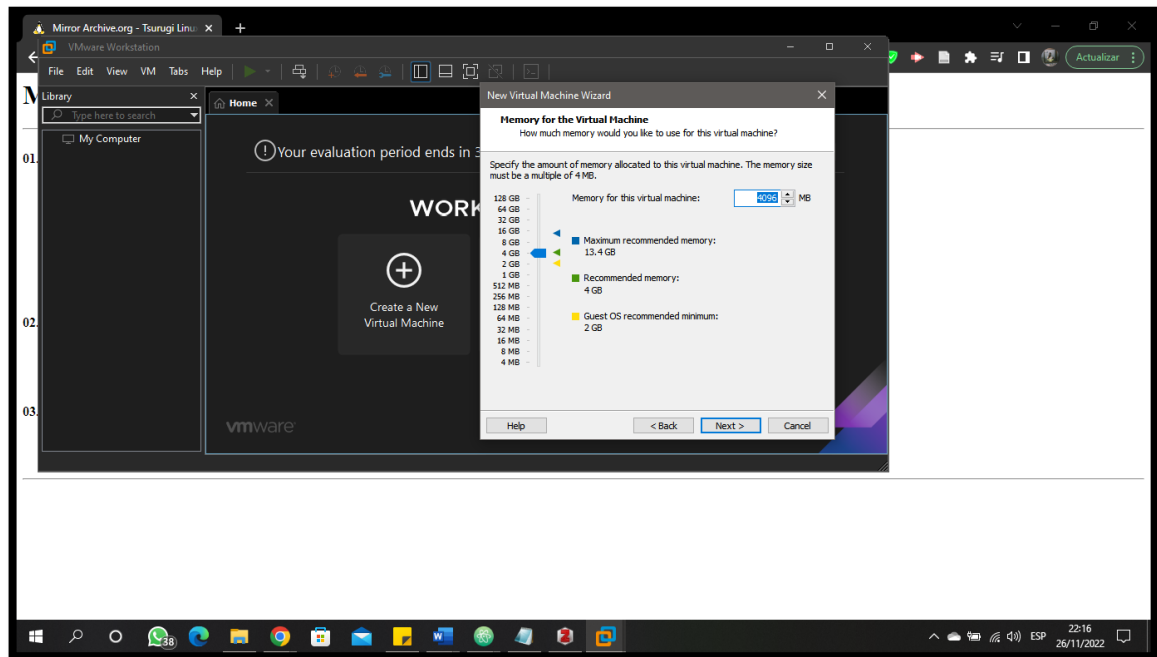 Mirror Archive.org - Tsurugi Linu
VMware Workstation
Actualizar
File Edit View VM Tabs Help
Library
Home
New Virtual Machine Wizard
Type here to search
My Computer
Memory for the Virtual Machine
How much memory would you like to use for this virtual machine?
01.
Your evaluation period ends in 3
Specify the amount of memory allocated to this virtual machine. The memory size
must be a multiple of 4 MB.
WORK
Memory for this virtual machine: 4096 MB
128 GB
64 GB
32 GB
16 GB
8 GB
4 GB
2 GB
1 GB
512 MB
256 MB
128 MB
64 MB
32 MB
16 MB
8 MB
4 MB
Maximum recommended memory:
13.4 GB
Recommended memory:
4 GB
Guest OS recommended minimum:
2 GB
Create a New
Virtual Machine
02.
03.
vmware
Help < Back Next > Cancel
38
ESP
22:16
26/11/2022